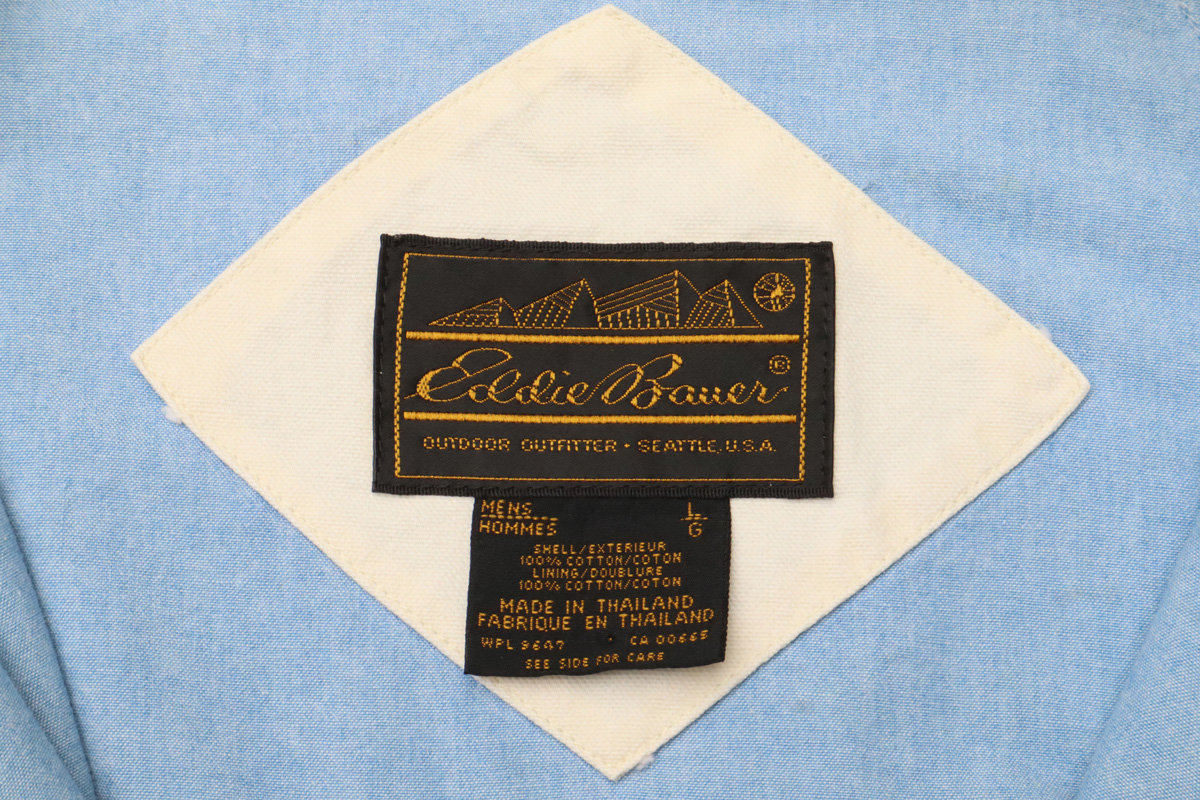 Eddie Bauer®
OUTDOOR OUTFITTER • SEATTLE, U.S.A.
MENS L
HOMMES G
SHELL/EXTERIEUR
100% COTTON/COTON
LINING/DOUBLURE
100% COTTON/COTON
MADE IN THAILAND
FABRIQUE EN THAILAND
WPL 9647 CA 00665
SEE SIDE FOR CARE